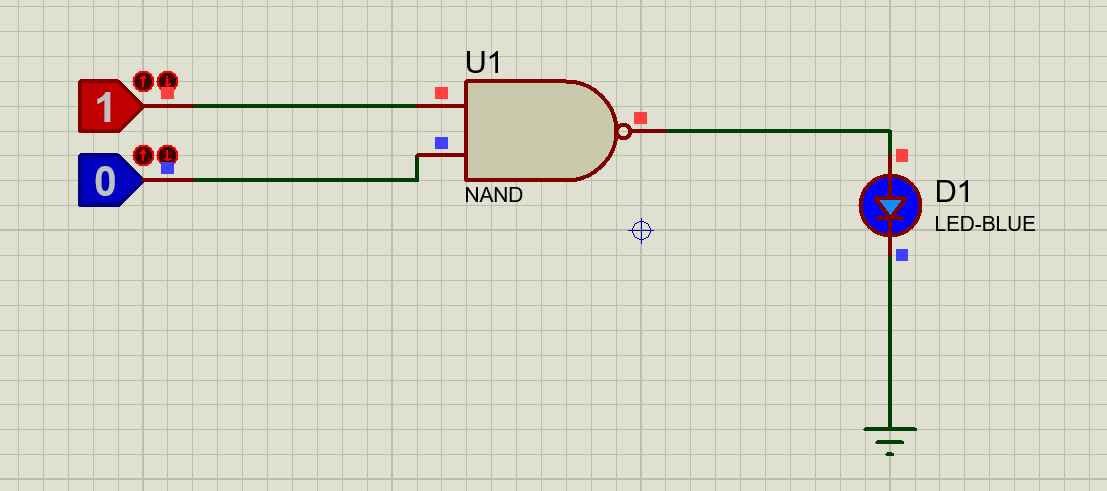 U1
1
0
NAND
D1
LED-BLUE